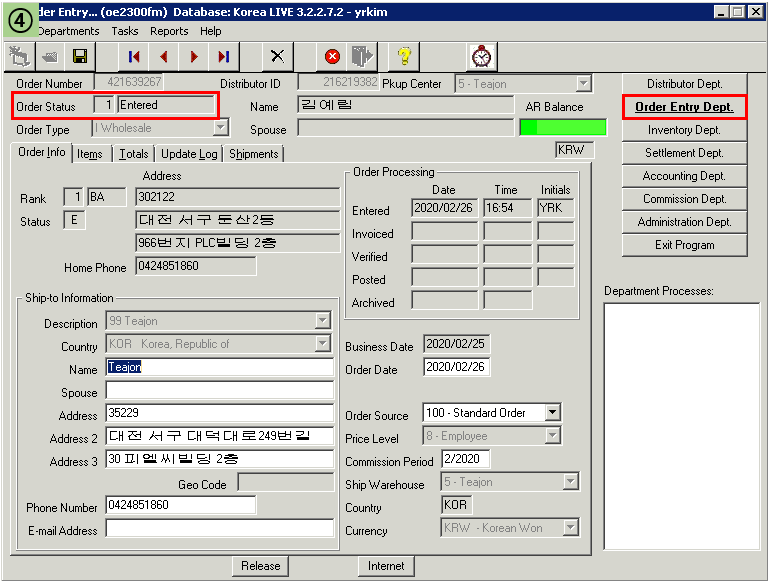 ④ der Entry... (oe2300fm) Database: Korea LIVE 3.2.2.7.2 - yrkim
Departments Tasks Reports Help
Order Number 421639267 Distributor ID 216219382 Pkup Center 5 - Teajon
Order Status 1 Entered Name 김예림 AR Balance
Order Type I Wholesale Spouse
KRW
Order Info Items Totals Update Log Shipments
Address
Rank 1 BA 302122
Status E 대전 서구 둔산2동
966번지 PLC빌딩 2층
Home Phone 0424851860
Order Processing
Date Time Initials
Entered 2020/02/26 16:54 YRK
Invoiced
Verified
Posted
Archived
Ship-to Information
Description 99 Teajon
Country KOR Korea, Republic of
Name Teajon
Spouse
Address 35229
Address 2 대전 서구 대덕대로249번길
Address 3 30 피엘씨빌딩 2층
Geo Code
Phone Number 0424851860
E-mail Address
Business Date 2020/02/25
Order Date 2020/02/26
Order Source 100 - Standard Order
Price Level 8 - Employee
Commission Period 2/2020
Ship Warehouse 5 - Teajon
Country KOR
Currency KRW - Korean Won
Release Internet
Distributor Dept.
Order Entry Dept.
Inventory Dept.
Settlement Dept.
Accounting Dept.
Commission Dept.
Administration Dept.
Exit Program
Department Processes: